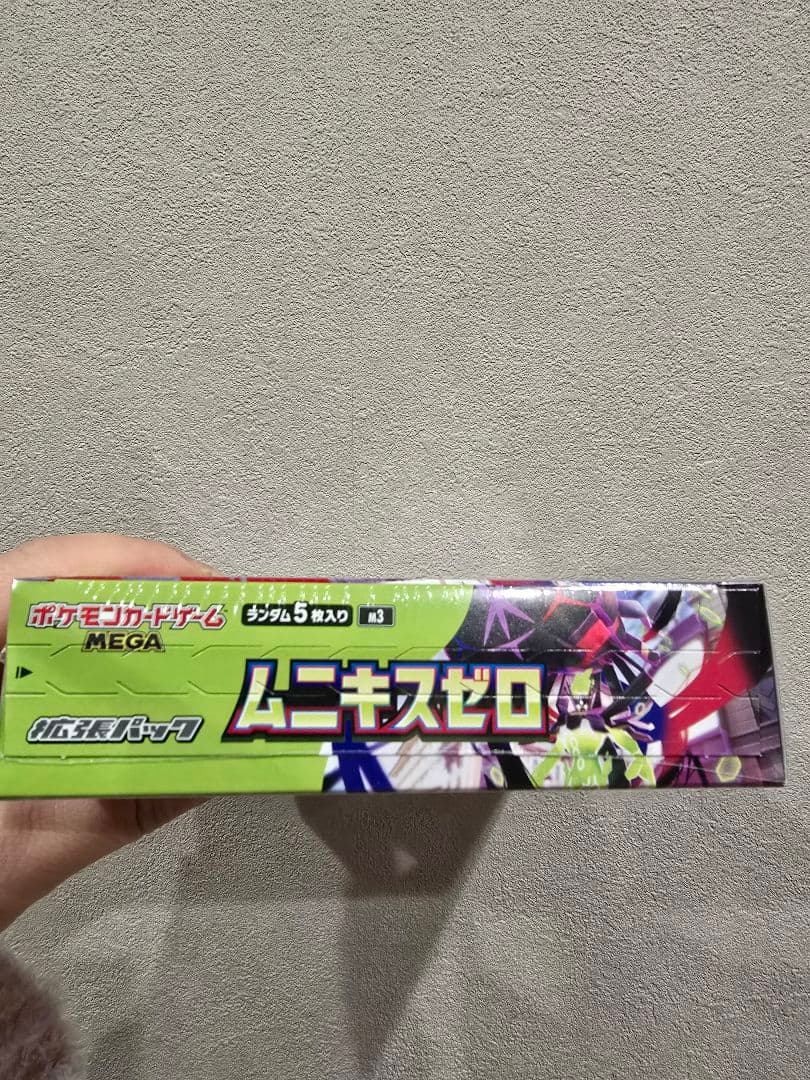 ポケモンカードゲーム
MEGA
ランダム5枚入り
M3
拡張パック
ムニキスゼロ